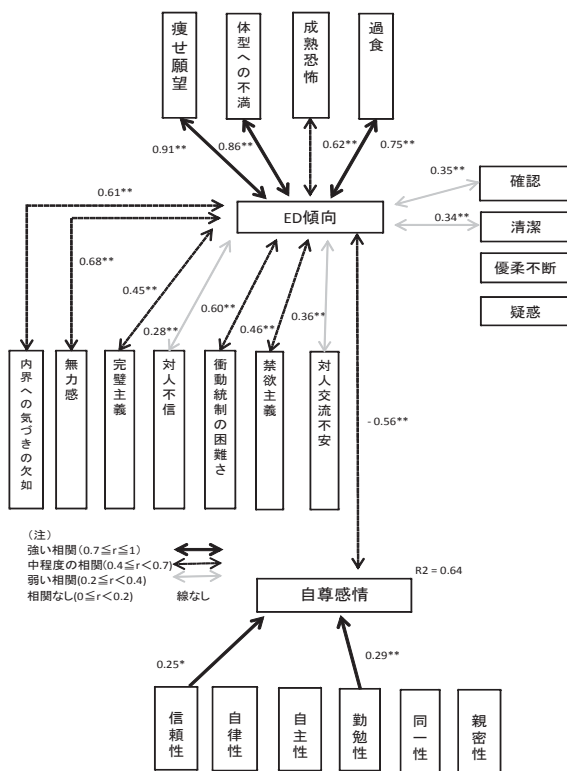 痩せ願望
体型への不満
成熟恐怖
過食
0.91**
0.86**
0.62**
0.75**
0.35**
確認
0.61**
ED傾向
0.34**
清潔
優柔不断
疑惑
0.68**
0.45**
0.28**
0.60**
0.46**
0.36**
内界への気づきの欠如
無力感
完璧主義
対人不信
衝動統制の困難さ
禁欲主義
対人交流不安
- 0.56**
(注)
強い相関(0.7≦r≦1)
中程度の相関(0.4≦r<0.7)
弱い相関(0.2≦r<0.4)
相関なし(0≦r<0.2) 線なし
自尊感情
R2 = 0.64
0.25*
0.29**
信頼性
自律性
自主性
勤勉性
同一性
親密性